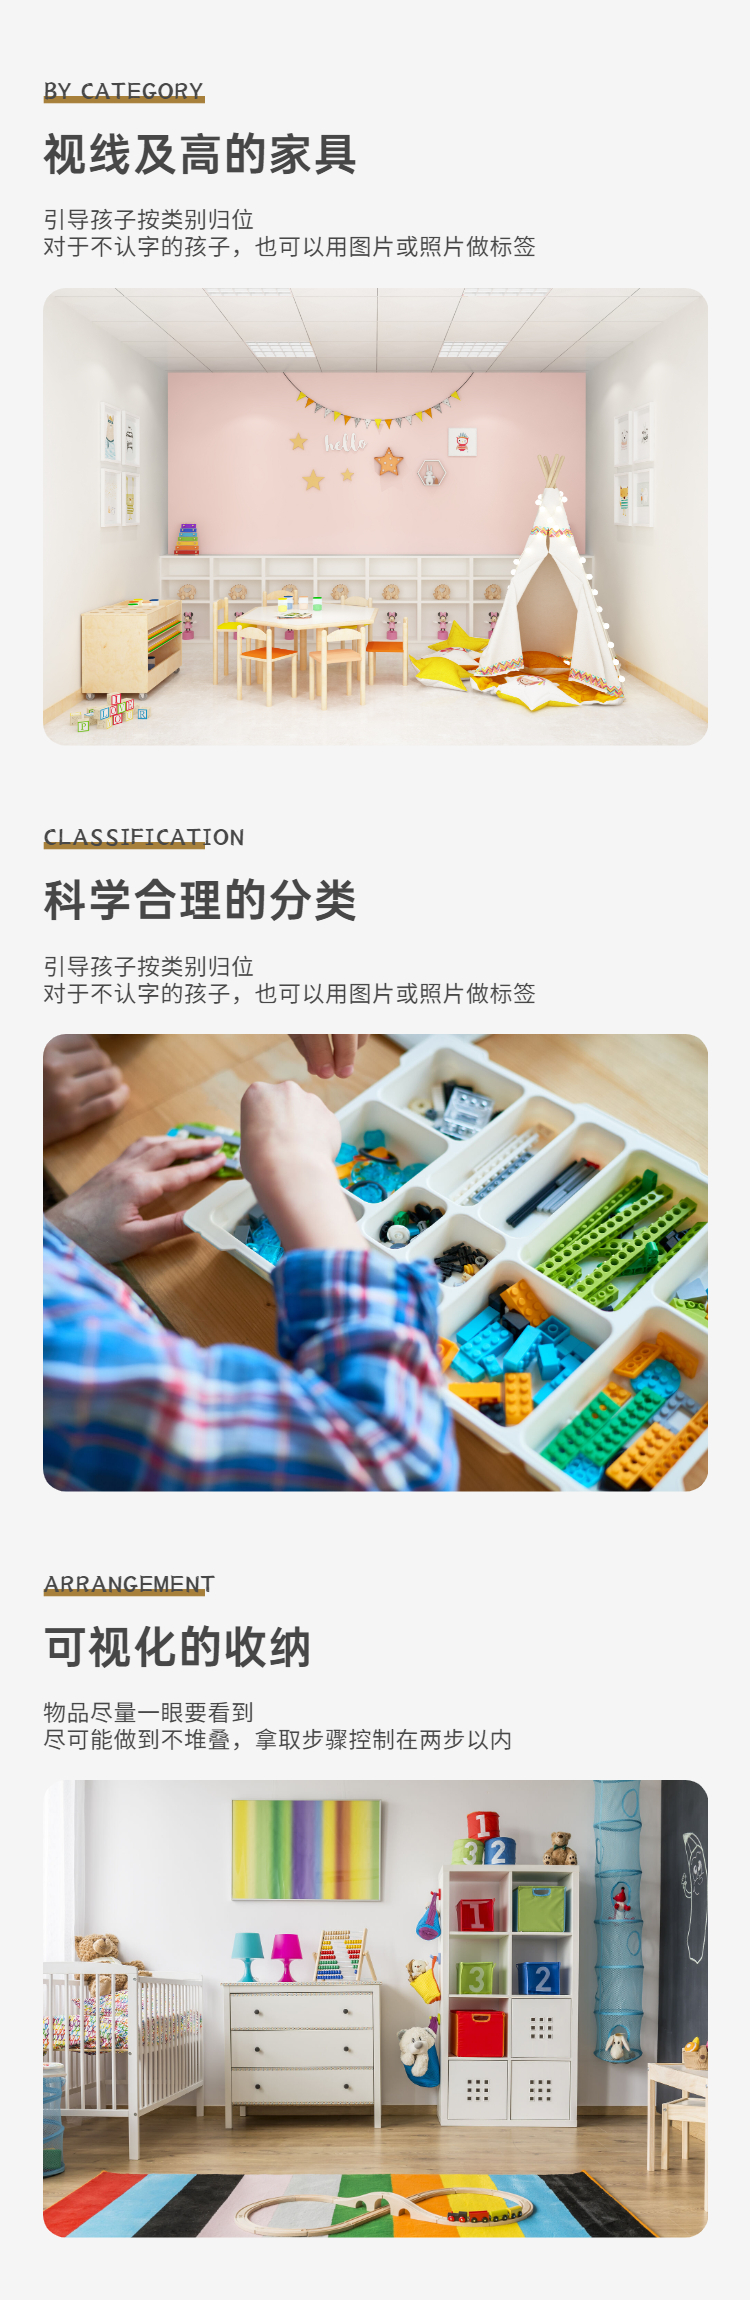 BY CATEGORY
视线及高的家具
引导孩子按类别归位
对于不认字的孩子，也可以用图片或照片做标签
hello
CLASSIFICATION
科学合理的分类
引导孩子按类别归位
对于不认字的孩子，也可以用图片或照片做标签
ARRANGEMENT
可视化的收纳
物品尽量一眼要看到
尽可能做到不堆叠，拿取步骤控制在两步以内
1
3 2
1
3 2